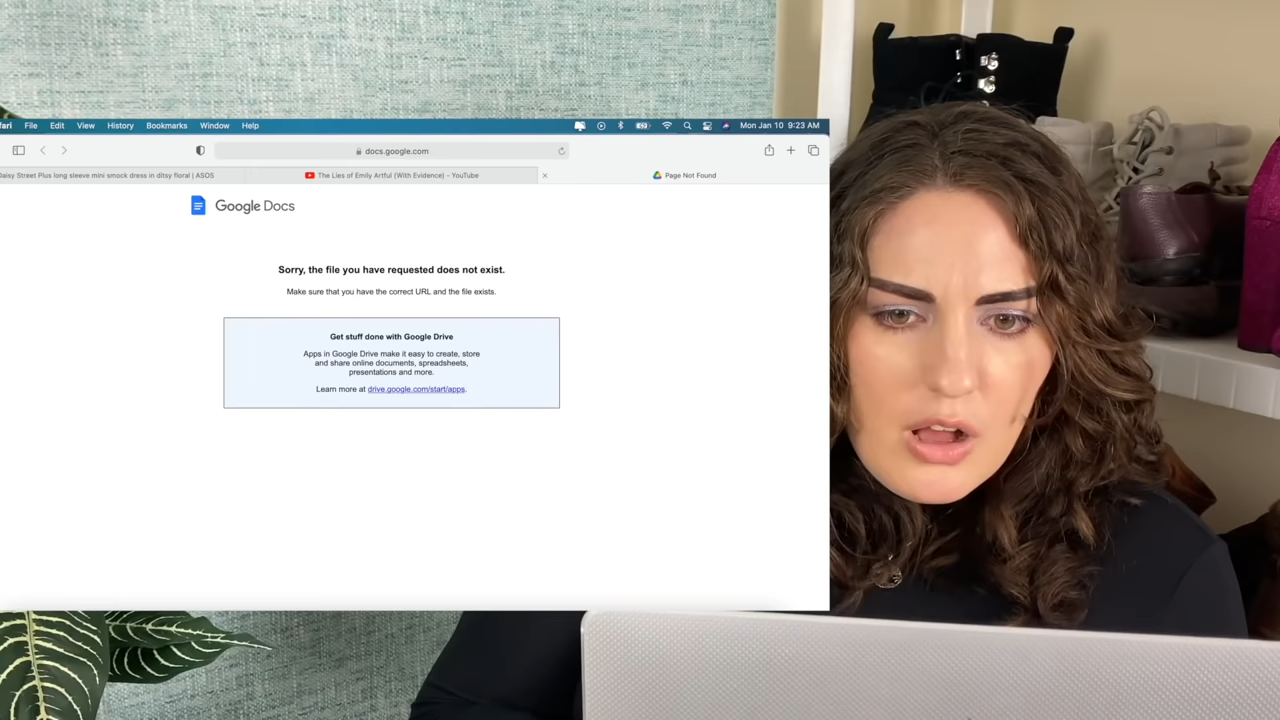 fari File Edit View History Bookmarks Window Help Mon Jan 10 9:23 AM
docs.google.com
Daisy Street Plus long sleeve mini smock dress in ditsy floral | ASOS The Lies of Emily Artful (With Evidence) – YouTube Page Not Found
Google Docs
Sorry, the file you have requested does not exist.
Make sure that you have the correct URL and the file exists.
Get stuff done with Google Drive
Apps in Google Drive make it easy to create, store
and share online documents, spreadsheets,
presentations and more.
Learn more at drive.google.com/start/apps.